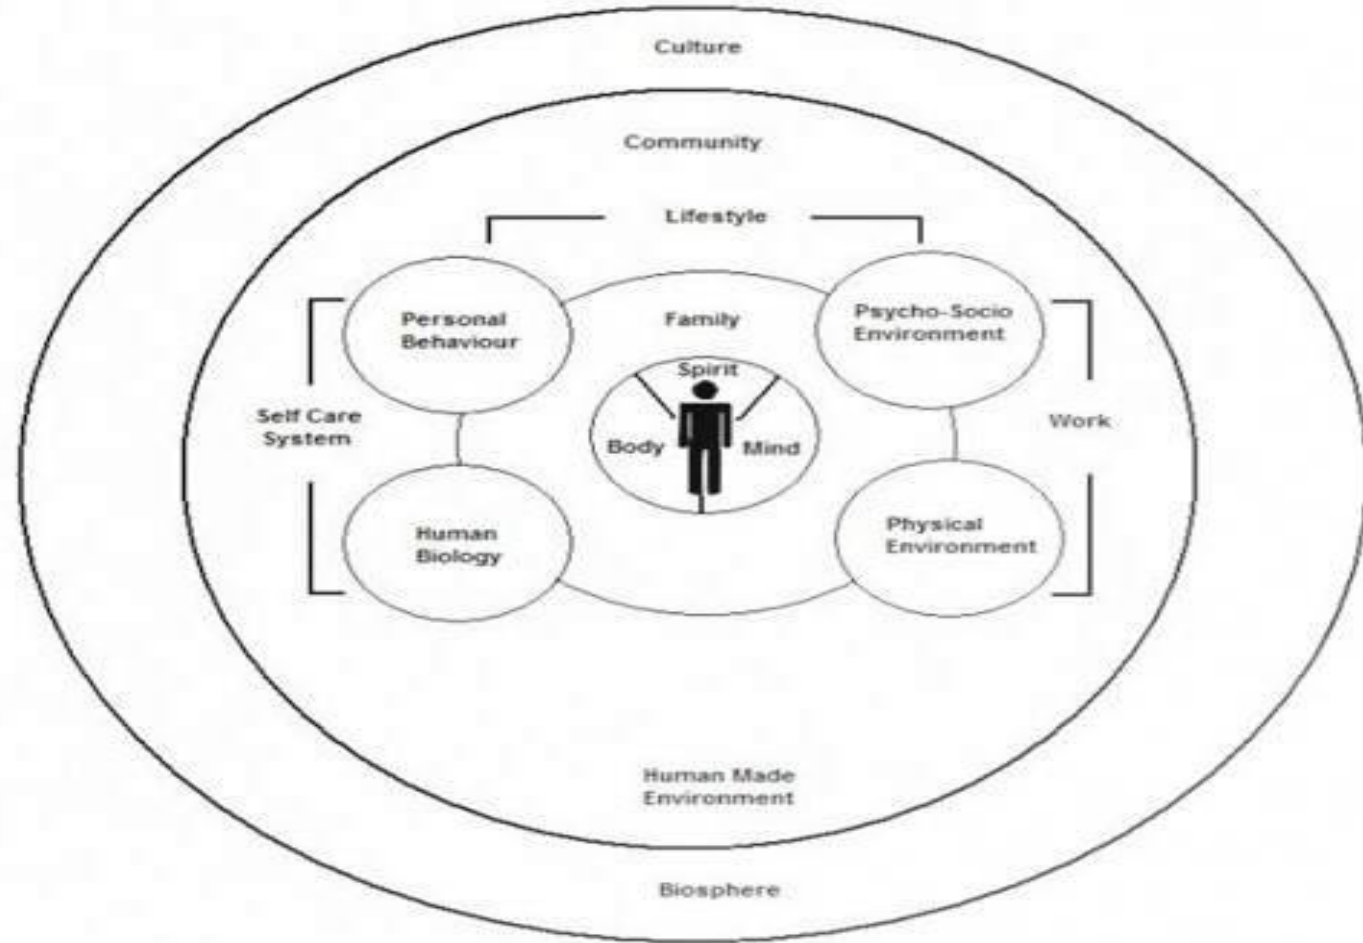 Culture
Community
Lifestyle
Personal
Behaviour
Family
Psycho-Socio
Environment
Spirit
Self Care
System
Body
Mind
Work
Human
Biology
Physical
Environment
Human Made
Environment
Biosphere